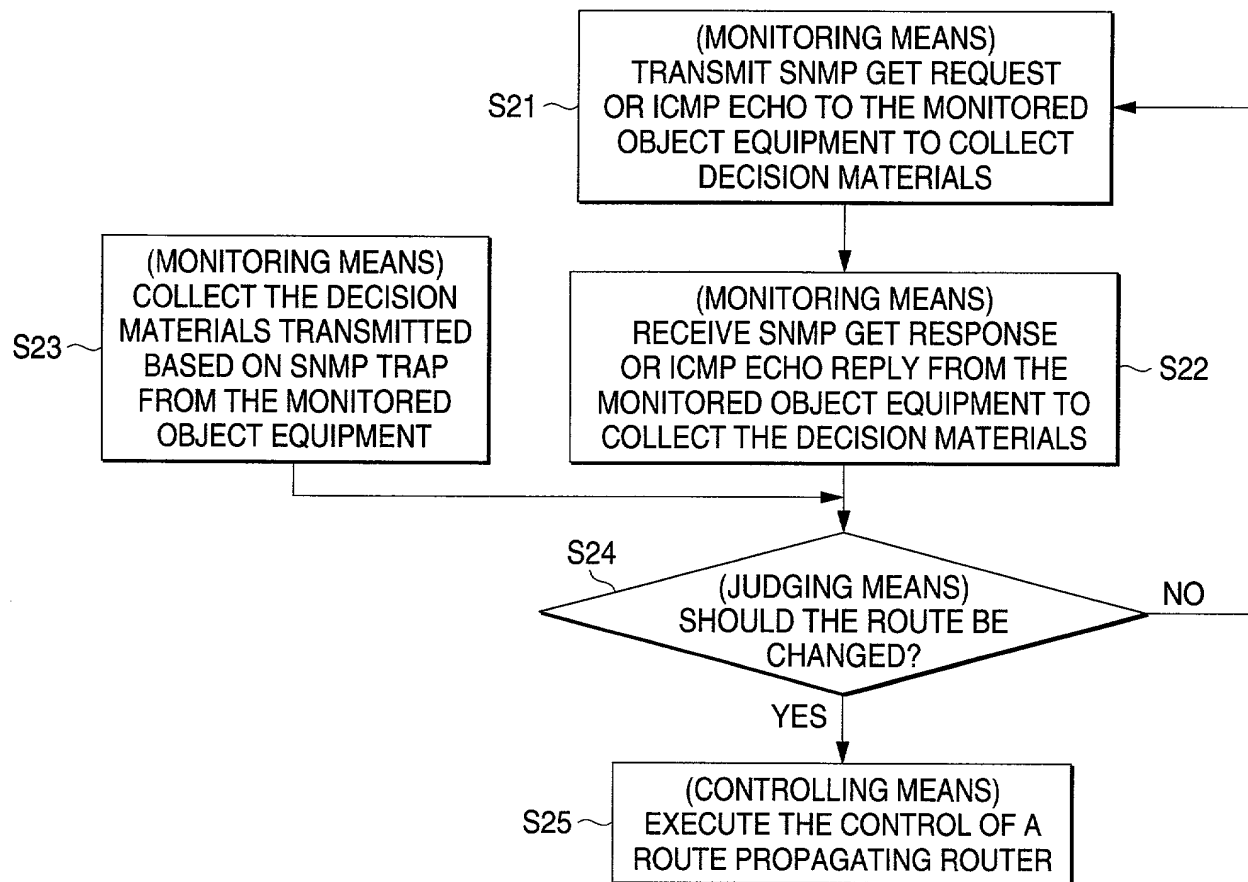 (MONITORING MEANS)
TRANSMIT SNMP GET REQUEST
OR ICMP ECHO TO THE MONITORED
OBJECT EQUIPMENT TO COLLECT
DECISION MATERIALS
S21
(MONITORING MEANS)
COLLECT THE DECISION
MATERIALS TRANSMITTED
BASED ON SNMP TRAP
FROM THE MONITORED
OBJECT EQUIPMENT
S23
(MONITORING MEANS)
RECEIVE SNMP GET RESPONSE
OR ICMP ECHO REPLY FROM THE
MONITORED OBJECT EQUIPMENT TO
COLLECT THE DECISION MATERIALS
S22
S24
(JUDGING MEANS)
SHOULD THE ROUTE BE
CHANGED?
NO
YES
(CONTROLLING MEANS)
EXECUTE THE CONTROL OF A
ROUTE PROPAGATING ROUTER
S25